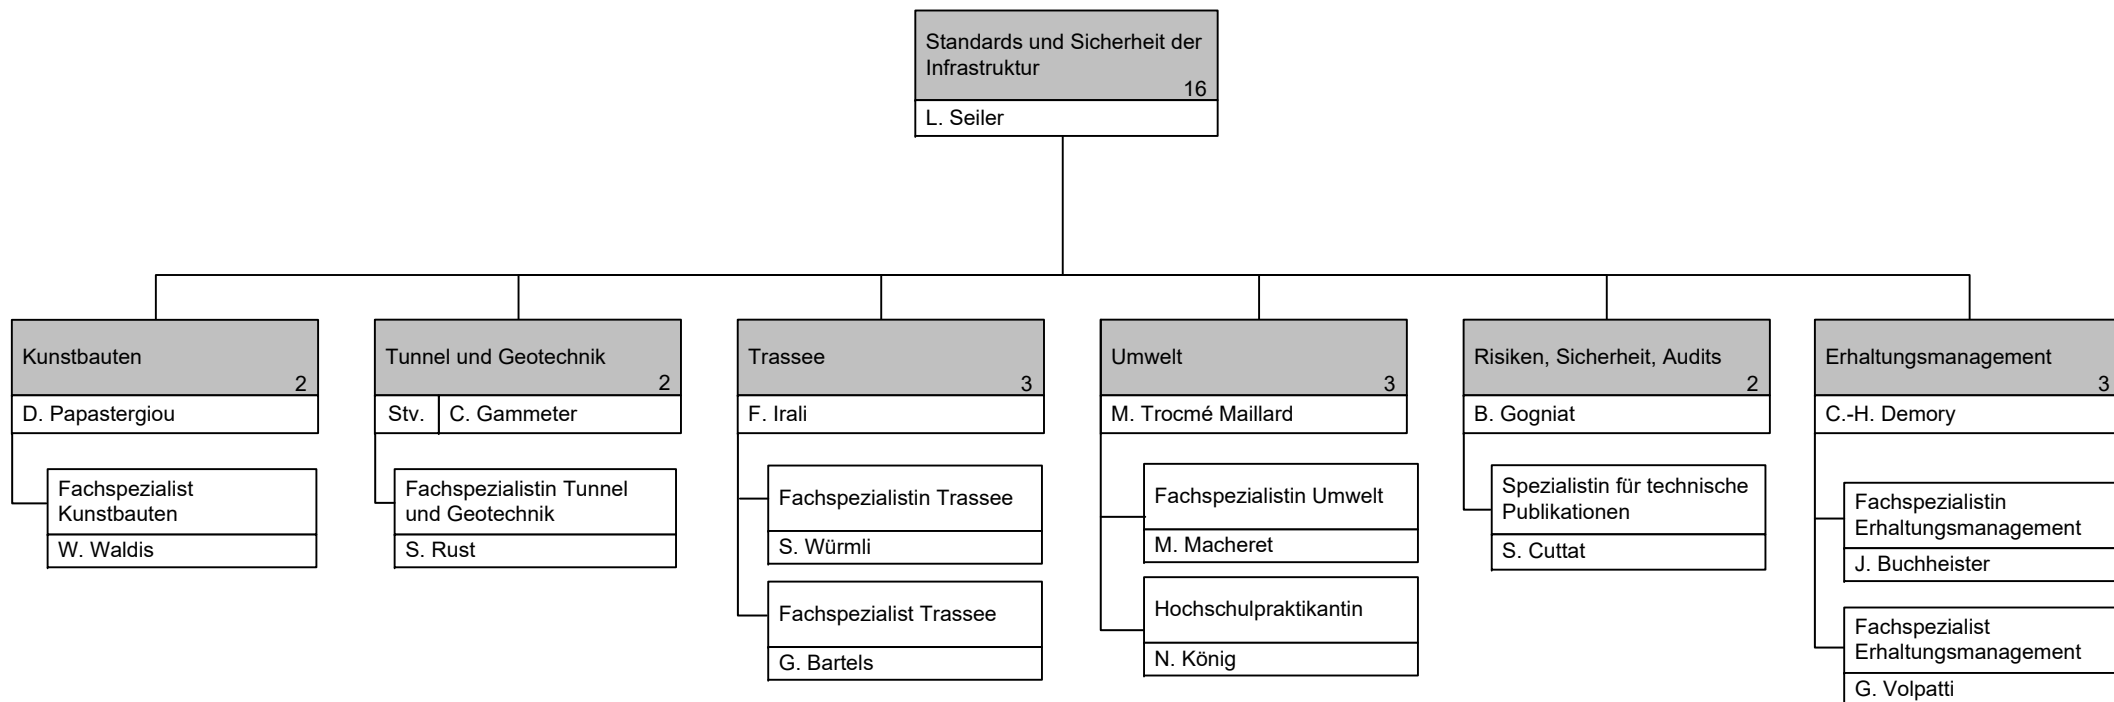 Standards und Sicherheit der
Infrastruktur
16
L. Seiler
Kunstbauten
2
D. Papastergiou
Fachspezialist
Kunstbauten
W. Waldis
Tunnel und Geotechnik
2
Stv. C. Gammeter
Fachspezialistin Tunnel
und Geotechnik
S. Rust
Trassee
3
F. Irali
Fachspezialistin Trassee
S. Würmli
Fachspezialist Trassee
G. Bartels
Umwelt
3
M. Trocmé Maillard
Fachspezialistin Umwelt
M. Macheret
Hochschulpraktikantin
N. König
Risiken, Sicherheit, Audits
2
B. Gogniat
Spezialistin für technische
Publikationen
S. Cuttat
Erhaltungsmanagement
3
C.-H. Demory
Fachspezialistin
Erhaltungsmanagement
J. Buchheister
Fachspezialist
Erhaltungsmanagement
G. Volpatti